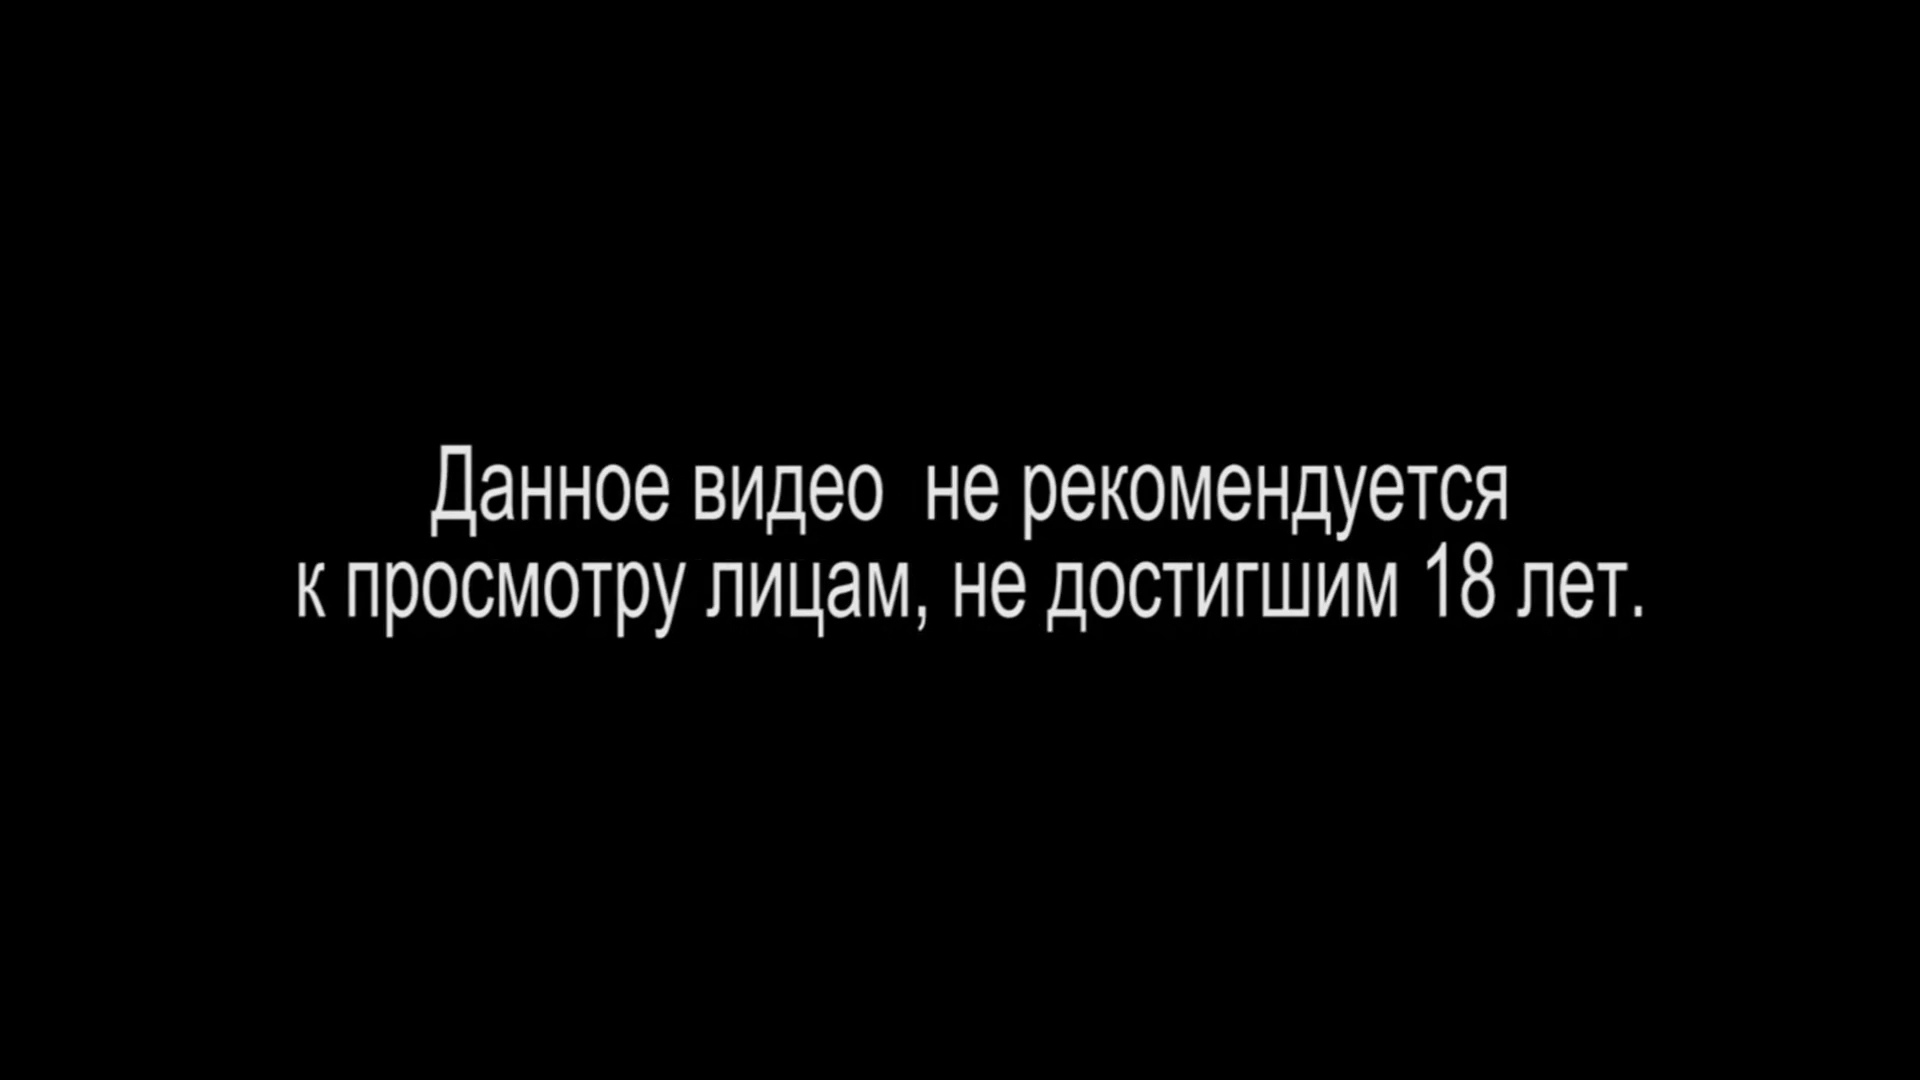 Данное видео  не рекомендуется
к просмотру лицам, не достигшим 18 лет.